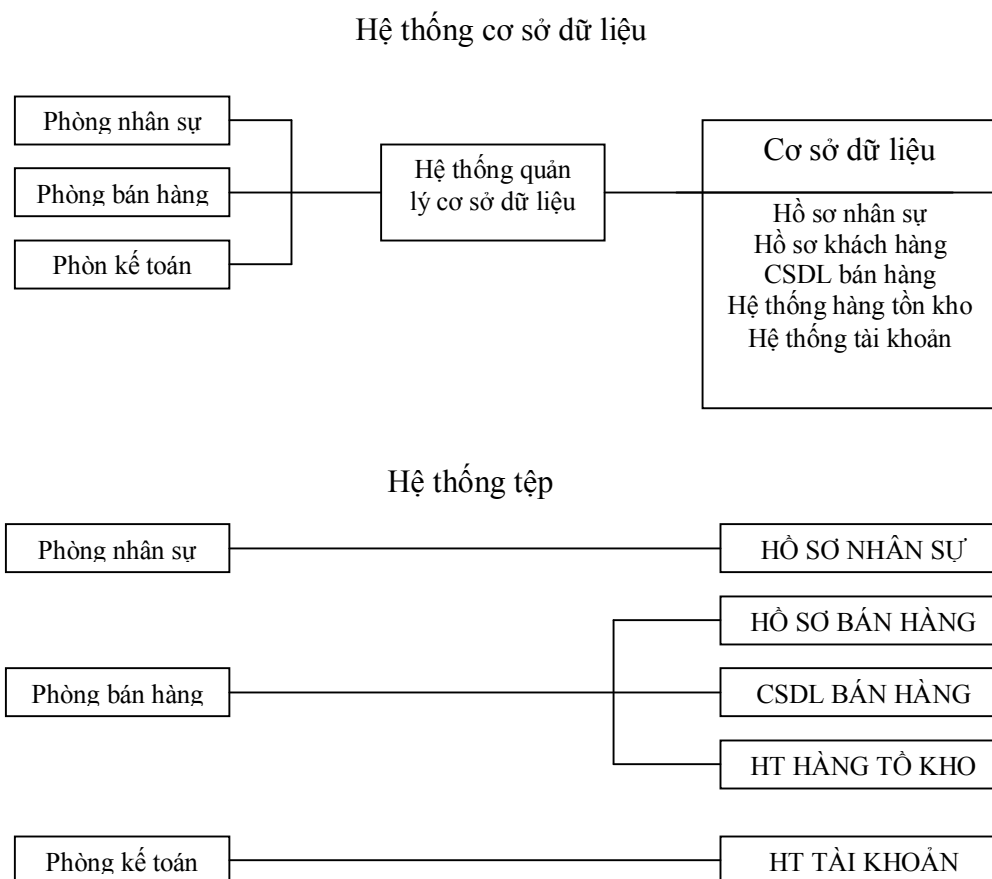 Hệ thống cơ sở dữ liệu
Phòng nhân sự
Phòng bán hàng
Phòn kế toán
Hệ thống quản
lý cơ sở dữ liệu
Cơ sở dữ liệu
Hồ sơ nhân sự
Hồ sơ khách hàng
CSDL bán hàng
Hệ thống hàng tồn kho
Hệ thống tài khoản
Hệ thống tệp
Phòng nhân sự
HỒ SƠ NHÂN SỰ
HỒ SƠ BÁN HÀNG
Phòng bán hàng
CSDL BÁN HÀNG
HT HÀNG TỒ KHO
Phòng kế toán
HT TÀI KHOẢN